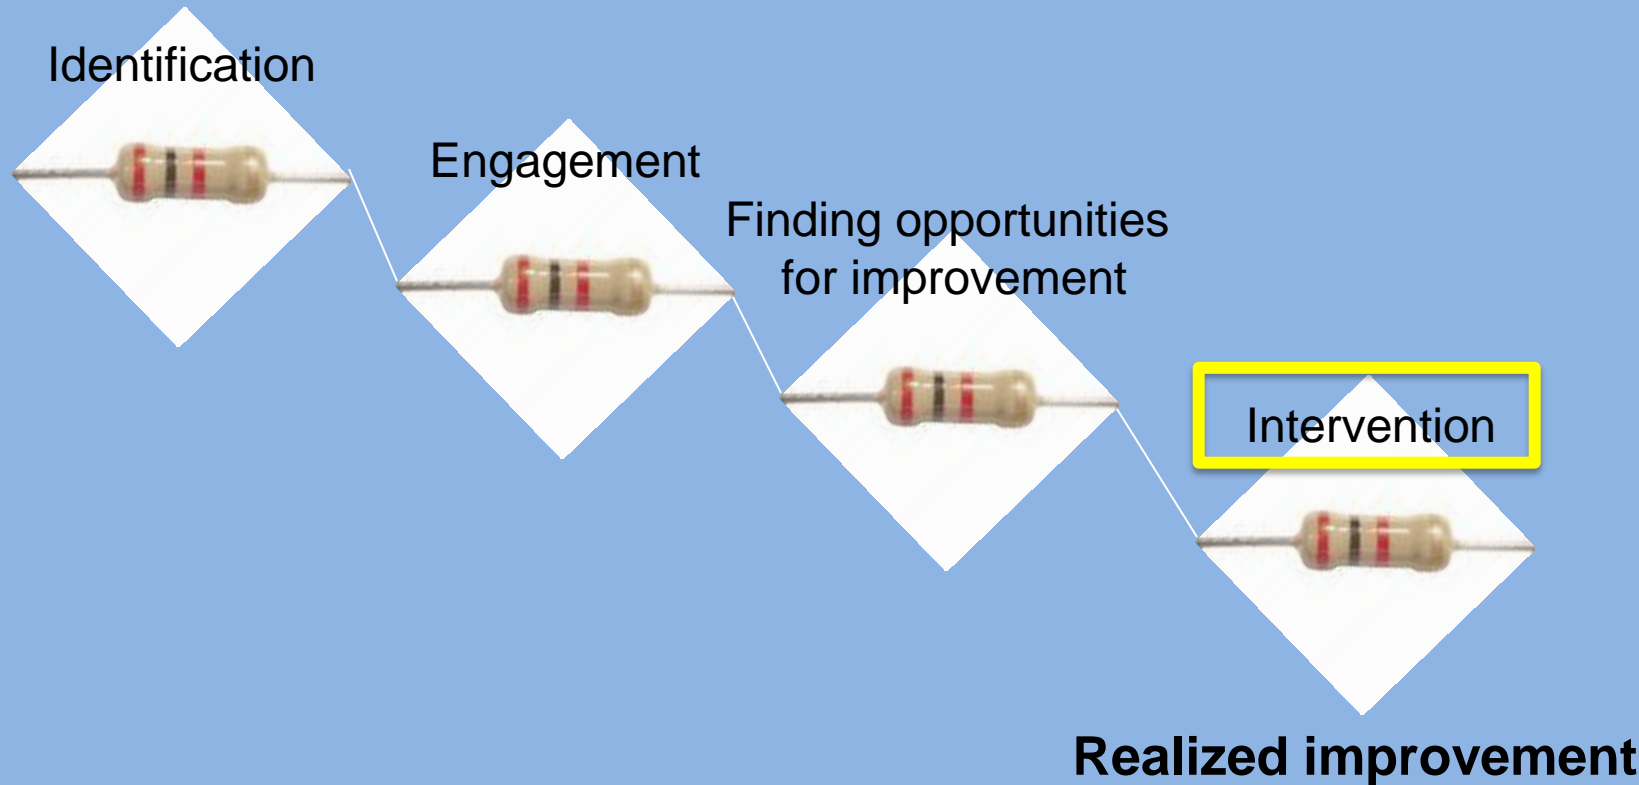 Identification
Engagement
Finding opportunities
for improvement
Intervention
Realized improvement